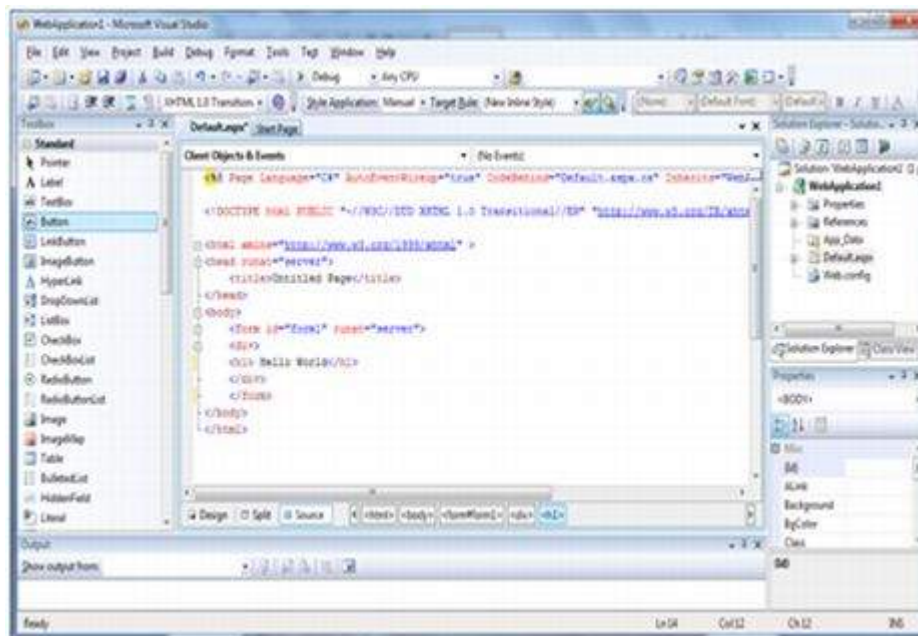 WebApplication1 - Microsoft Visual Studio
File Edit View Project Build Debug Format Tools Test Window Help
Debug Any CPU
XHTML 1.0 Transition Style Application: Manual Target Rule: (New Inline Style) (None) (Default Font) (Default B I U A
Toolbox
Standard
Pointer
Label
TextBox
Button
LinkButton
ImageButton
HyperLink
DropDownList
ListBox
CheckBox
CheckBoxList
RadioButton
RadioButtonList
Image
ImageMap
Table
BulletedList
HiddenField
Literal
Default.aspx* Start Page
Client Objects & Events (No Events)
<%@ Page Language="C#" AutoEventWireup="true" CodeBehind="Default.aspx.cs" Inherits="WebA
<!DOCTYPE html PUBLIC "-//W3C//DTD XHTML 1.0 Transitional//EN" "http://www.w3.org/TR/xhtm
<html xmlns="http://www.w3.org/1999/xhtml" >
<head runat="server">
<title>Untitled Page</title>
</head>
<body>
<form id="form1" runat="server">
<div>
<h1> Hello World</h1>
</div>
</form>
</body>
</html>
Design Split Source <html> <body> <form#form1> <div> <h1>
Solution Explorer - Solutio...
Solution 'WebApplication1' (1 p
WebApplication1
Properties
References
App_Data
Default.aspx
Web.config
Solution Explorer Class View
Properties
<BODY>
Misc
(Id)
ALink
Background
BgColor
Class
(Id)
Output
Show output from:
Ready Ln 14 Col 12 Ch 12 INS